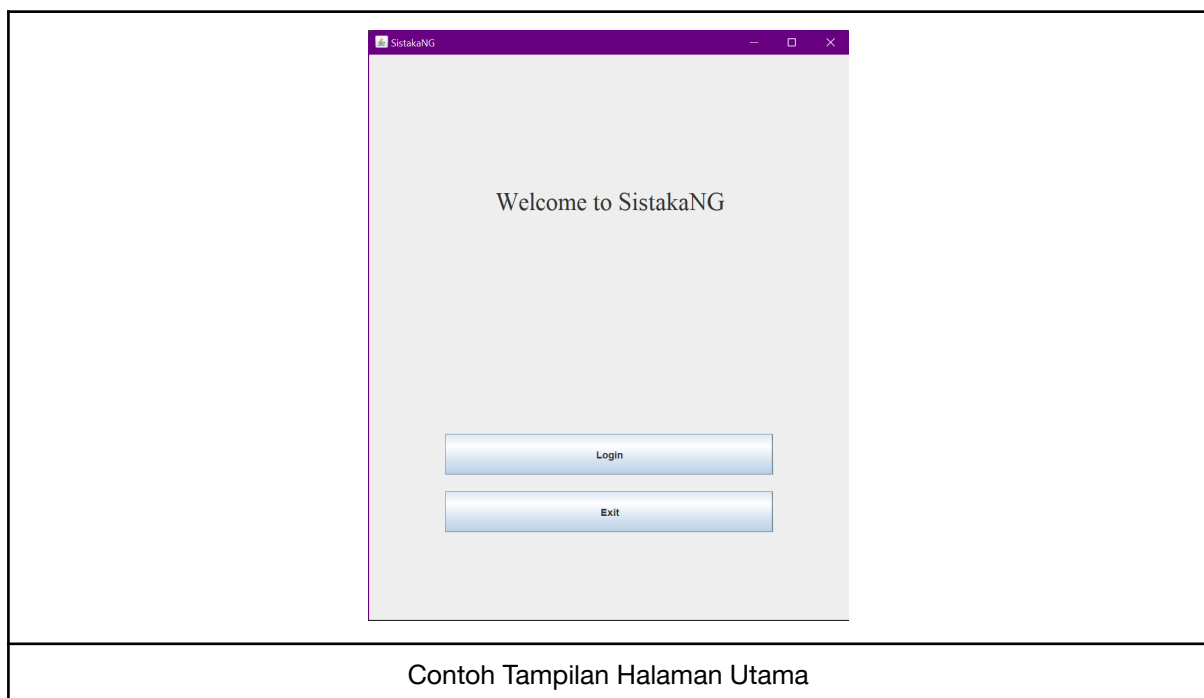 SistakaNG
Welcome to SistakaNG
Login
Exit
Contoh Tampilan Halaman Utama